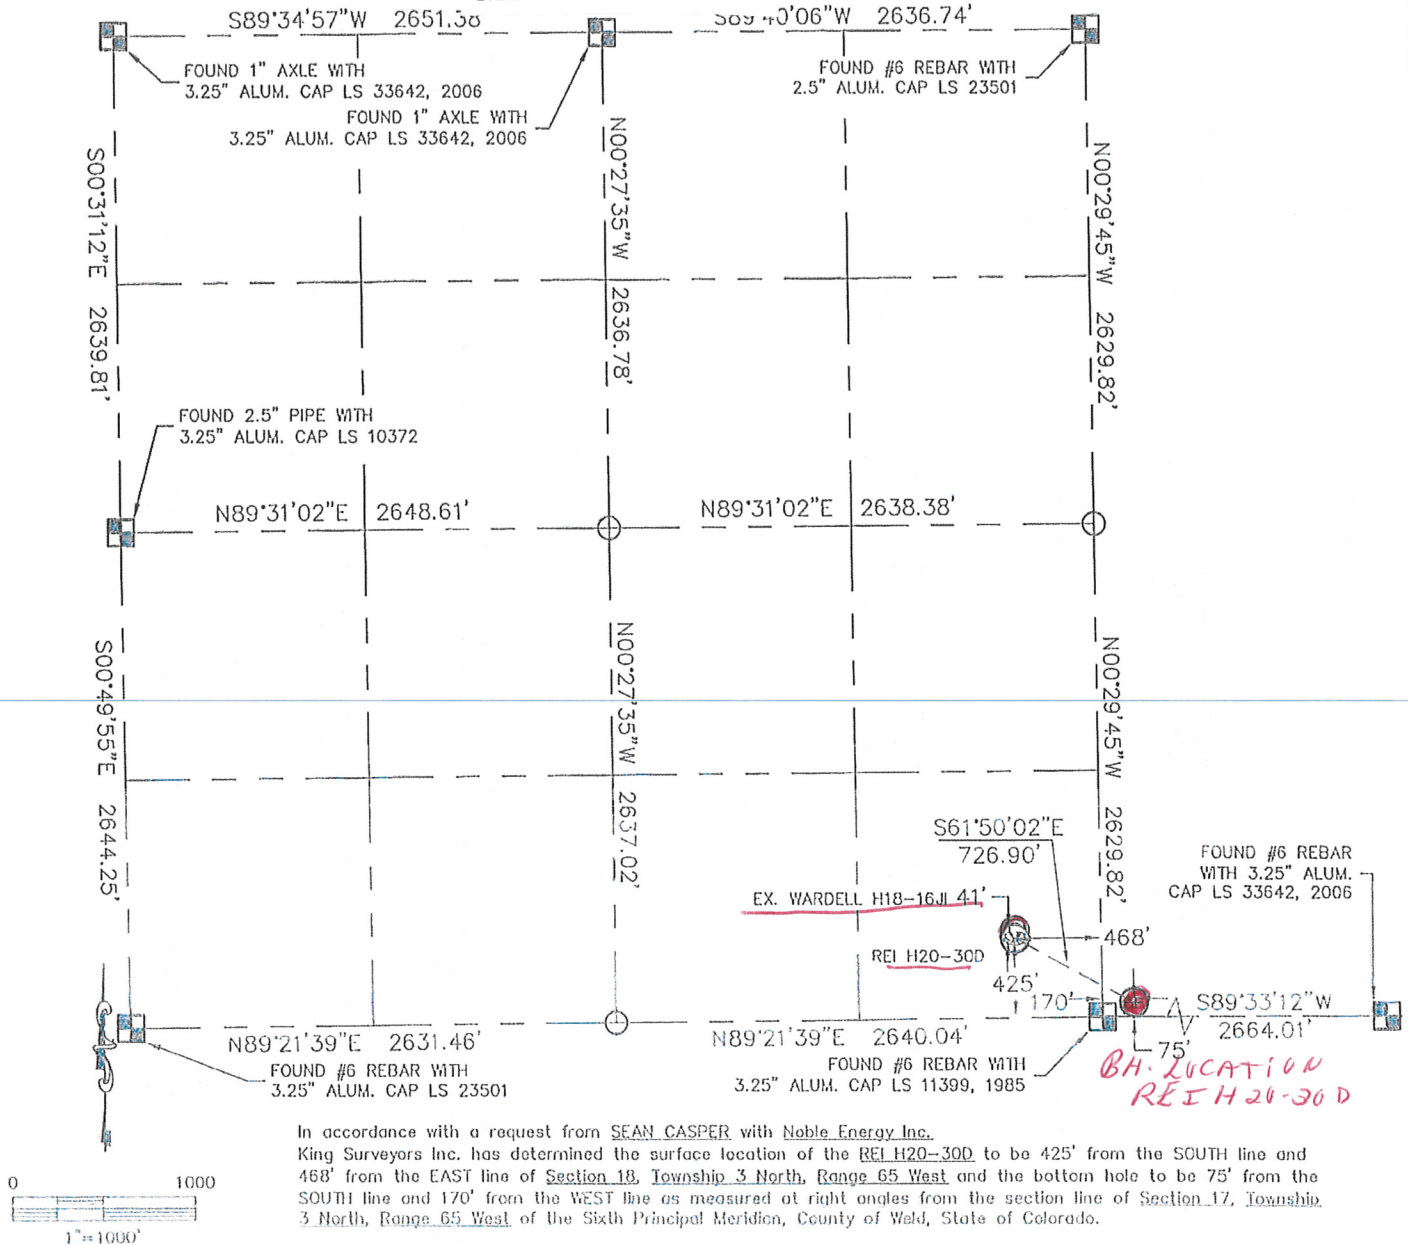 S89°34'57"W 2651.38
S89°40'06"W 2636.74'
FOUND 1" AXLE WITH
3.25" ALUM. CAP LS 33642, 2006
FOUND 1" AXLE WITH
3.25" ALUM. CAP LS 33642, 2006
FOUND #6 REBAR WITH
2.5" ALUM. CAP LS 23501
S00°31'12"E 2639.81'
N00°27'35"W 2636.78'
N00°29'45"W 2629.82'
FOUND 2.5" PIPE WITH
3.25" ALUM. CAP LS 10372
N89°31'02"E 2648.61'
N89°31'02"E 2638.38'
S00°49'55"E 2644.25'
N00°27'35"W 2637.02'
N00°29'45"W 2629.82'
S61°50'02"E
726.90'
FOUND #6 REBAR
WITH 3.25" ALUM.
CAP LS 33642, 2006
EX. WARDELL H18-16JI 41'
468'
REI H20-30D
425'
170'
S89°33'12"W
2664.01'
75'
N89°21'39"E 2631.46'
N89°21'39"E 2640.04'
FOUND #6 REBAR WITH
3.25" ALUM. CAP LS 23501
FOUND #6 REBAR WITH
3.25" ALUM. CAP LS 11399, 1985
BH. LOCATION
REI H20-30D
In accordance with a request from SEAN CASPER with Noble Energy Inc.
King Surveyors Inc. has determined the surface location of the REI H20-30D to be 425' from the SOUTH line and
468' from the EAST line of Section 18, Township 3 North, Range 65 West and the bottom hole to be 75' from the
SOUTH line and 170' from the WEST line as measured at right angles from the section line of Section 17, Township
3 North, Range 65 West of the Sixth Principal Meridian, County of Weld, State of Colorado.
0 1000
1"=1000'